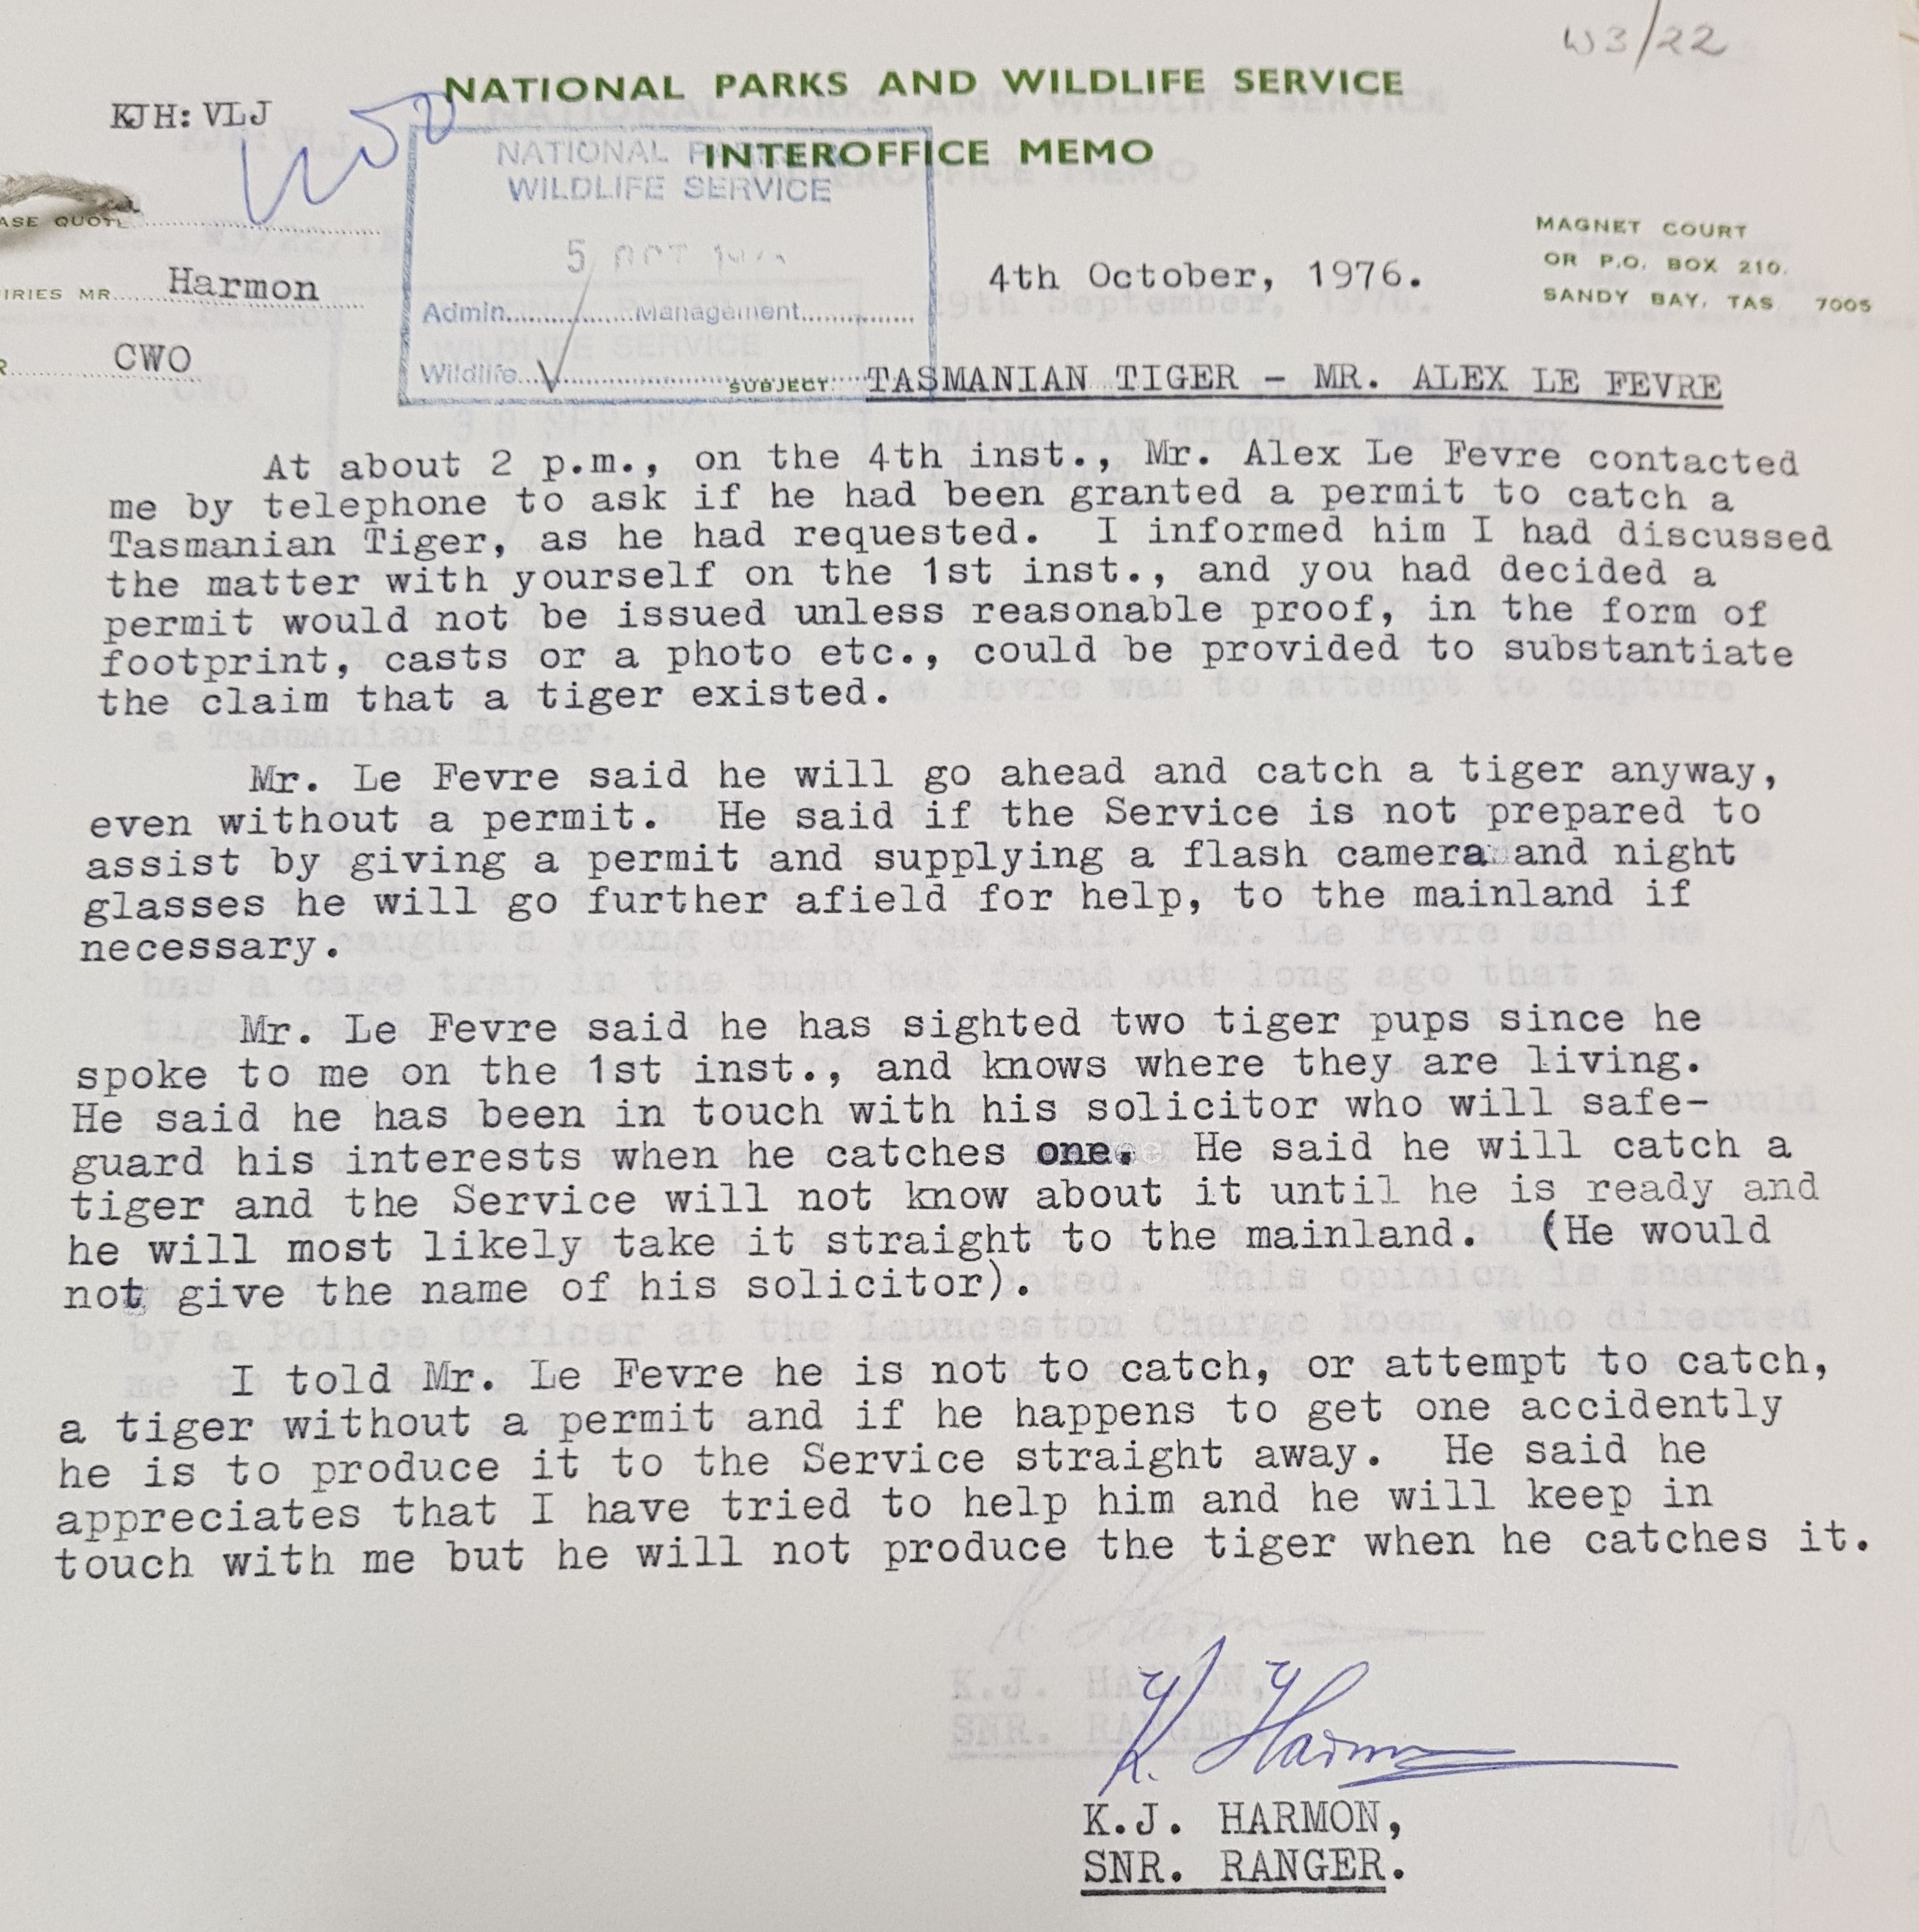 W3/22
NATIONAL PARKS AND WILDLIFE SERVICE
INTEROFFICE MEMO
KJH: VLJ
ASE QUOTE
IRIES MR. Harmon
CWO
NATIONAL PARKS &
WILDLIFE SERVICE
5 OCT
Admin. Management
Wildlife
4th October, 1976.
MAGNET COURT
OR P.O. BOX 210.
SANDY BAY, TAS 7005
SUBJECT: TASMANIAN TIGER - MR. ALEX LE FEVRE
At about 2 p.m., on the 4th inst., Mr. Alex Le Fevre contacted
me by telephone to ask if he had been granted a permit to catch a
Tasmanian Tiger, as he had requested. I informed him I had discussed
the matter with yourself on the 1st inst., and you had decided a
permit would not be issued unless reasonable proof, in the form of
footprint, casts or a photo etc., could be provided to substantiate
the claim that a tiger existed.
Mr. Le Fevre said he will go ahead and catch a tiger anyway,
even without a permit. He said if the Service is not prepared to
assist by giving a permit and supplying a flash camera and night
glasses he will go further afield for help, to the mainland if
necessary.
Mr. Le Fevre said he has sighted two tiger pups since he
spoke to me on the 1st inst., and knows where they are living.
He said he has been in touch with his solicitor who will safe-
guard his interests when he catches one. He said he will catch a
tiger and the Service will not know about it until he is ready and
he will most likely take it straight to the mainland. (He would
not give the name of his solicitor).
I told Mr. Le Fevre he is not to catch, or attempt to catch,
a tiger without a permit and if he happens to get one accidently
he is to produce it to the Service straight away. He said he
appreciates that I have tried to help him and he will keep in
touch with me but he will not produce the tiger when he catches it.
K. Harmon
K.J. HARMON,
SNR. RANGER.